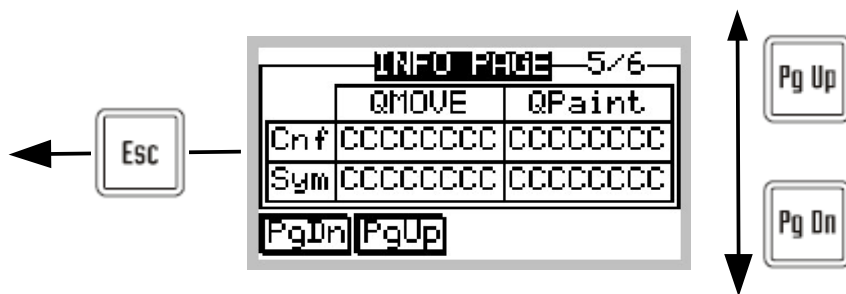 INFO PAGE 5/6
QMOVE QPaint
Cnf CCCCCCCC CCCCCCCC
Sym CCCCCCCC CCCCCCCC
PgDn PgUp
Esc
Pg Up
Pg Dn